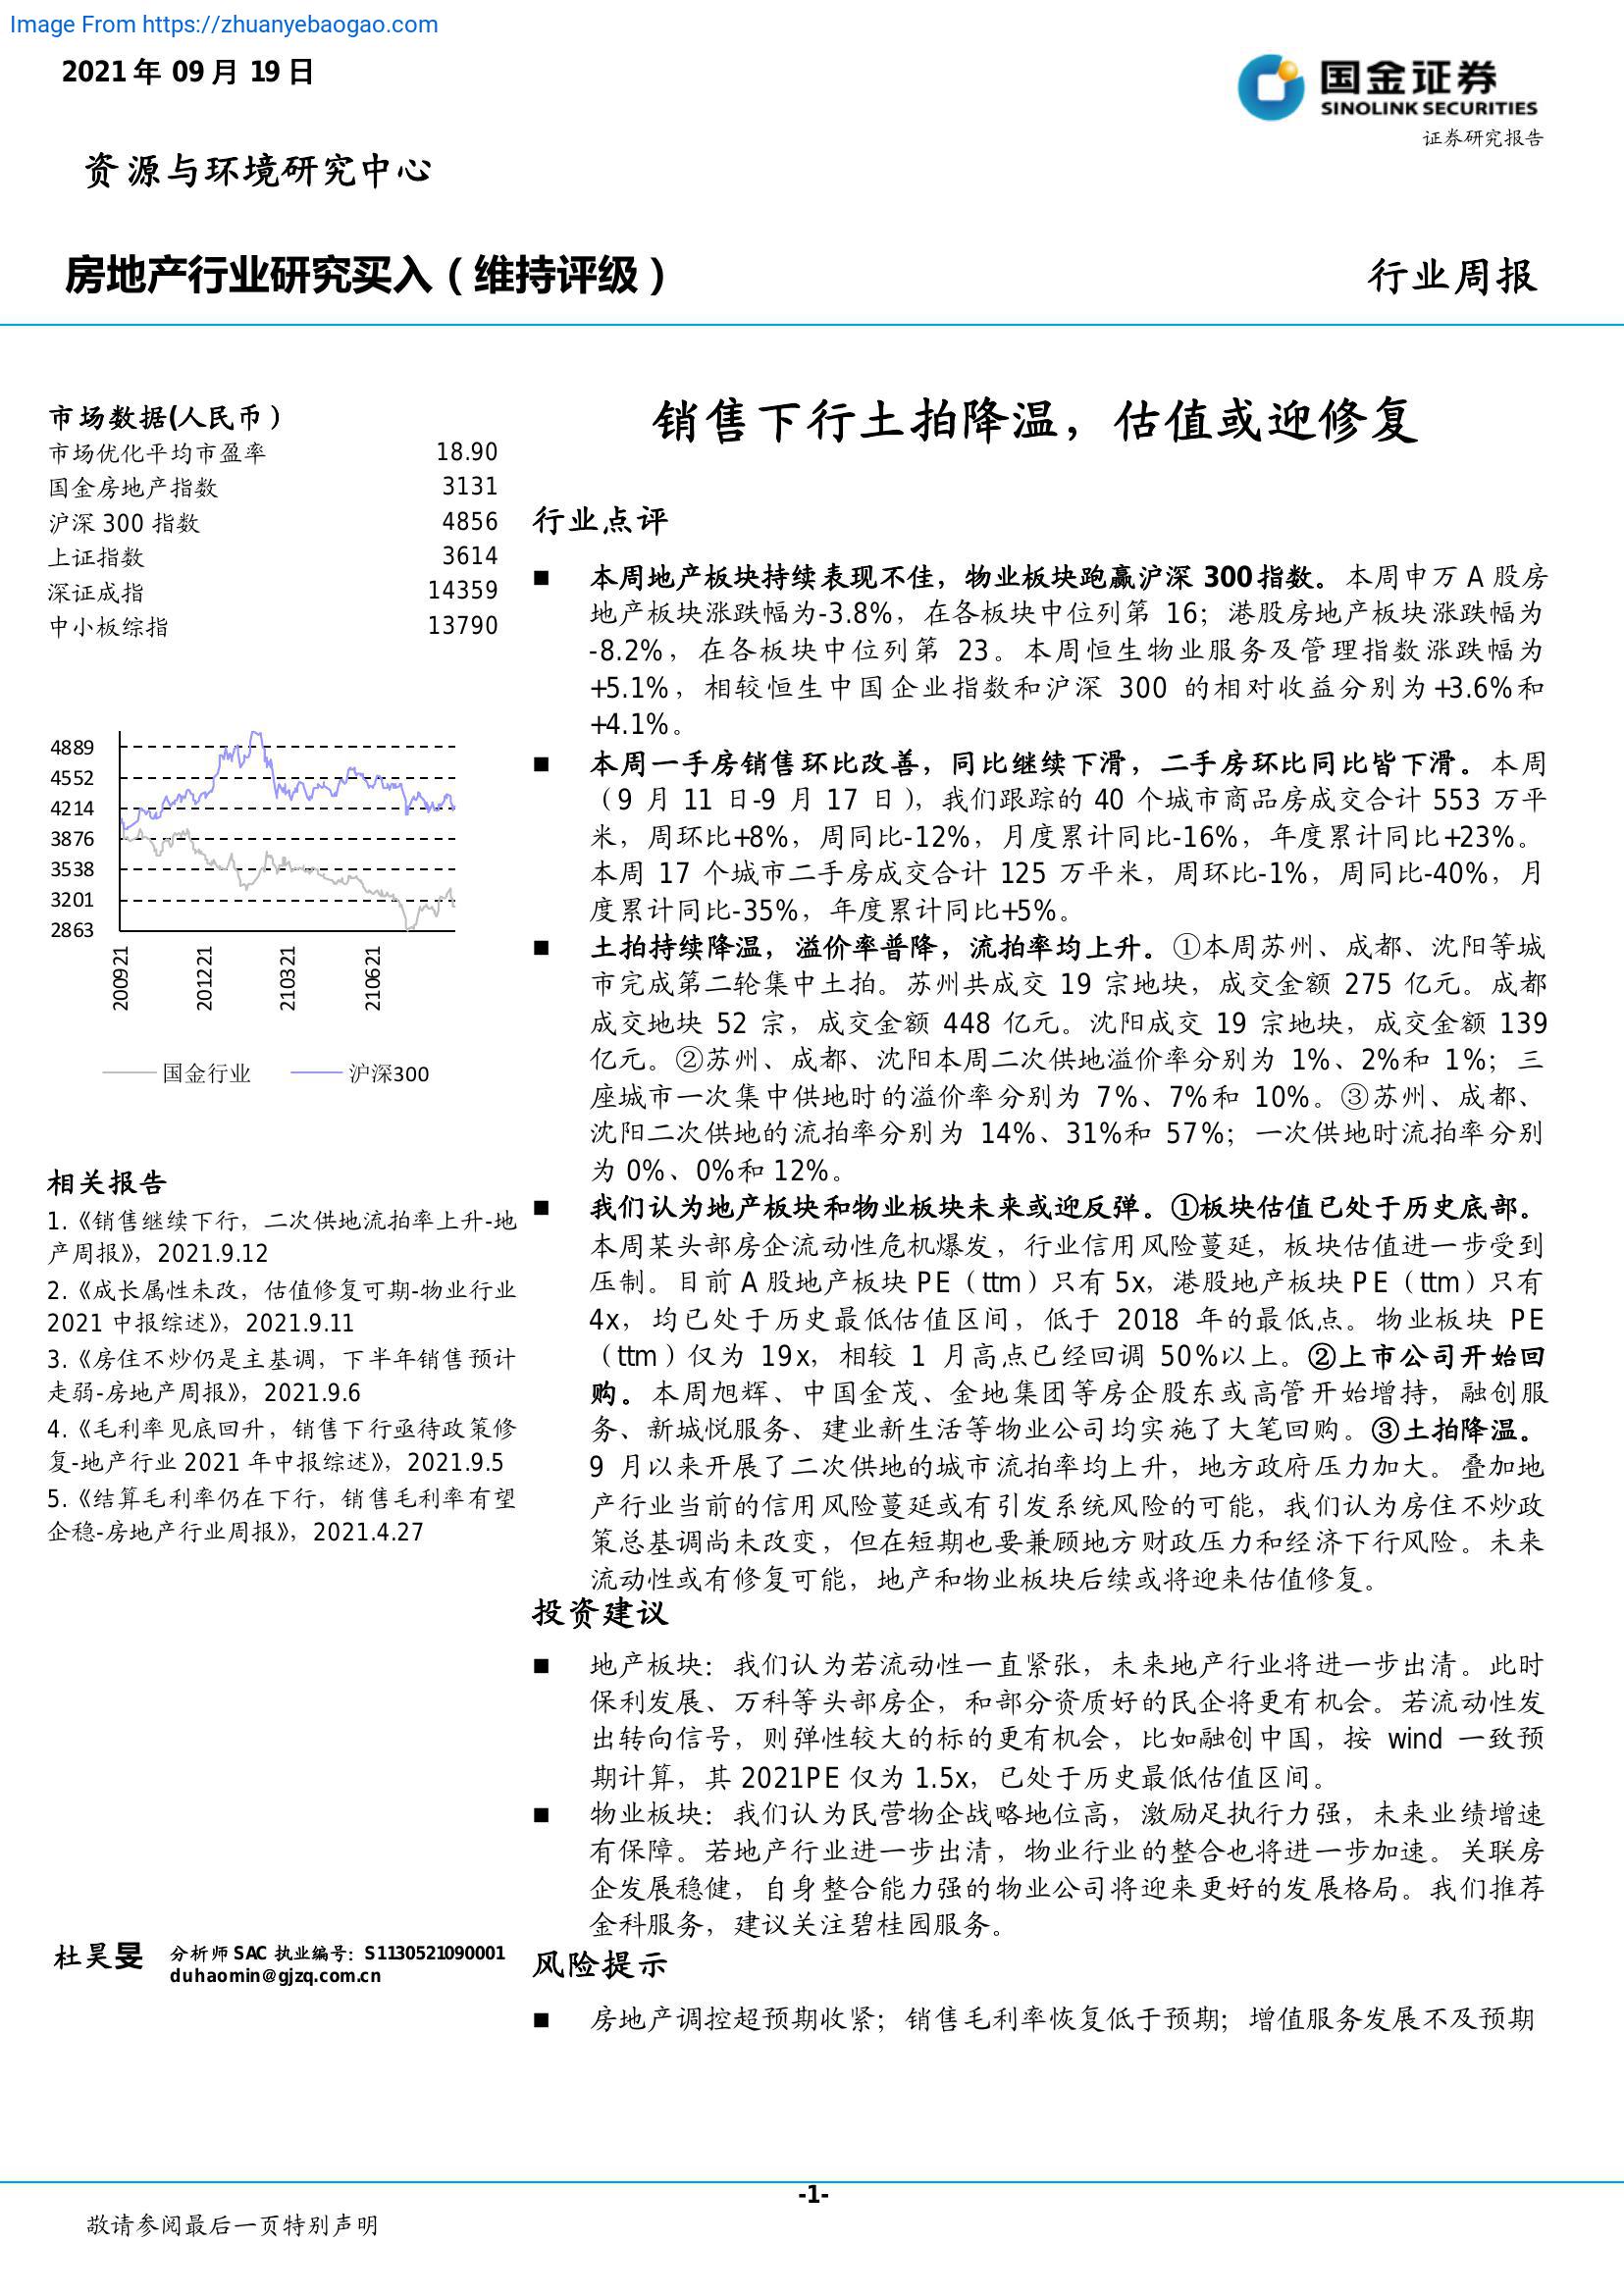 Image From https://zhuanyebaogao.com
2021 年 09 月 19 日
国金证券
SINOLINK SECURITIES
证券研究报告
资源与环境研究中心
房地产行业研究买入（维持评级）
行业周报
市场数据(人民币）
市场优化平均市盈率 18.90
国金房地产指数 3131
沪深 300 指数 4856
上证指数 3614
深证成指 14359
中小板综指 13790
4889
4552
4214
3876
3538
3201
2863
200921
201221
210321
210621
国金行业 沪深300
相关报告
1.《销售继续下行，二次供地流拍率上升-地
产周报》，2021.9.12
2.《成长属性未改，估值修复可期-物业行业
2021 中报综述》，2021.9.11
3.《房住不炒仍是主基调，下半年销售预计
走弱-房地产周报》，2021.9.6
4.《毛利率见底回升，销售下行亟待政策修
复-地产行业 2021 年中报综述》，2021.9.5
5.《结算毛利率仍在下行，销售毛利率有望
企稳-房地产行业周报》，2021.4.27
杜昊旻 分析师 SAC 执业编号：S1130521090001
duhaomin@gjzq.com.cn
销售下行土拍降温，估值或迎修复
行业点评
■ 本周地产板块持续表现不佳，物业板块跑赢沪深 300指数。本周申万 A 股房
地产板块涨跌幅为-3.8%，在各板块中位列第 16；港股房地产板块涨跌幅为
-8.2%，在各板块中位列第 23。本周恒生物业服务及管理指数涨跌幅为
+5.1%，相较恒生中国企业指数和沪深 300 的相对收益分别为+3.6%和
+4.1%。
■ 本周一手房销售环比改善，同比继续下滑，二手房环比同比皆下滑。本周
（9 月 11 日-9 月 17 日），我们跟踪的 40 个城市商品房成交合计 553 万平
米，周环比+8%，周同比-12%，月度累计同比-16%，年度累计同比+23%。
本周 17 个城市二手房成交合计 125 万平米，周环比-1%，周同比-40%，月
度累计同比-35%，年度累计同比+5%。
■ 土拍持续降温，溢价率普降，流拍率均上升。①本周苏州、成都、沈阳等城
市完成第二轮集中土拍。苏州共成交 19 宗地块，成交金额 275 亿元。成都
成交地块 52 宗，成交金额 448 亿元。沈阳成交 19 宗地块，成交金额 139
亿元。②苏州、成都、沈阳本周二次供地溢价率分别为 1%、2%和 1%；三
座城市一次集中供地时的溢价率分别为 7%、7%和 10%。③苏州、成都、
沈阳二次供地的流拍率分别为 14%、31%和 57%；一次供地时流拍率分别
为 0%、0%和 12%。
■ 我们认为地产板块和物业板块未来或迎反弹。①板块估值已处于历史底部。
本周某头部房企流动性危机爆发，行业信用风险蔓延，板块估值进一步受到
压制。目前 A 股地产板块 PE（ttm）只有 5x，港股地产板块 PE（ttm）只有
4x，均已处于历史最低估值区间，低于 2018 年的最低点。物业板块 PE
（ttm）仅为 19x，相较 1 月高点已经回调 50%以上。②上市公司开始回
购。本周旭辉、中国金茂、金地集团等房企股东或高管开始增持，融创服
务、新城悦服务、建业新生活等物业公司均实施了大笔回购。③土拍降温。
9 月以来开展了二次供地的城市流拍率均上升，地方政府压力加大。叠加地
产行业当前的信用风险蔓延或有引发系统风险的可能，我们认为房住不炒政
策总基调尚未改变，但在短期也要兼顾地方财政压力和经济下行风险。未来
流动性或有修复可能，地产和物业板块后续或将迎来估值修复。
投资建议
■ 地产板块：我们认为若流动性一直紧张，未来地产行业将进一步出清。此时
保利发展、万科等头部房企，和部分资质好的民企将更有机会。若流动性发
出转向信号，则弹性较大的标的更有机会，比如融创中国，按 wind 一致预
期计算，其 2021PE 仅为 1.5x，已处于历史最低估值区间。
■ 物业板块：我们认为民营物企战略地位高，激励足执行力强，未来业绩增速
有保障。若地产行业进一步出清，物业行业的整合也将进一步加速。关联房
企发展稳健，自身整合能力强的物业公司将迎来更好的发展格局。我们推荐
金科服务，建议关注碧桂园服务。
风险提示
■ 房地产调控超预期收紧；销售毛利率恢复低于预期；增值服务发展不及预期
-1-
敬请参阅最后一页特别声明